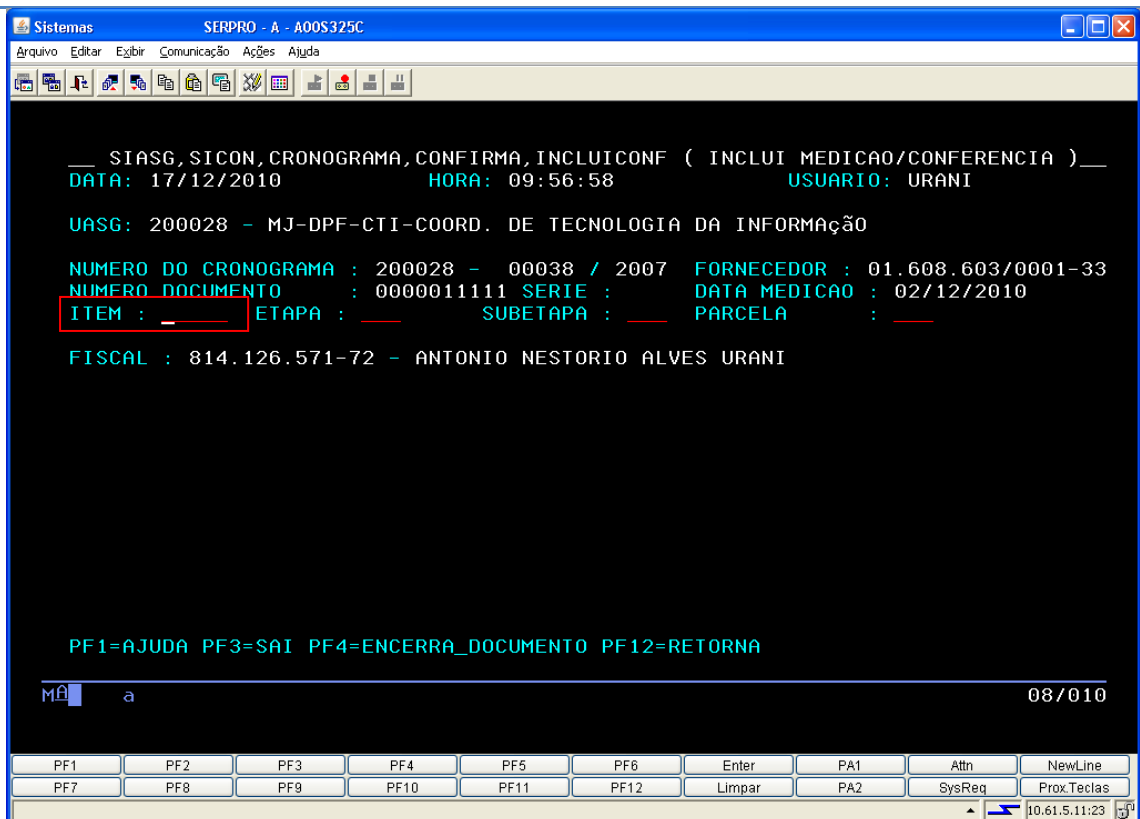 Sistemas SERPRO - A - A00S325C
Arquivo Editar Exibir Comunicação Ações Ajuda
__ SIASG,SICON,CRONOGRAMA,CONFIRMA,INCLUICONF ( INCLUI MEDICAO/CONFERENCIA )__
DATA: 17/12/2010 HORA: 09:56:58 USUARIO: URANI
UASG: 200028 - MJ-DPF-CTI-COORD. DE TECNOLOGIA DA INFORMAçãO
NUMERO DO CRONOGRAMA : 200028 - 00038 / 2007 FORNECEDOR : 01.608.603/0001-33
NUMERO DOCUMENTO : 0000011111 SERIE : DATA MEDICAO : 02/12/2010
ITEM : _____ ETAPA : ___ SUBETAPA : ___ PARCELA : ___
FISCAL : 814.126.571-72 - ANTONIO NESTORIO ALVES URANI
PF1=AJUDA PF3=SAI PF4=ENCERRA_DOCUMENTO PF12=RETORNA
MA a 08/010
PF1 PF2 PF3 PF4 PF5 PF6 Enter PA1 Attn NewLine
PF7 PF8 PF9 PF10 PF11 PF12 Limpar PA2 SysReq Prox.Teclas
10.61.5.11:23